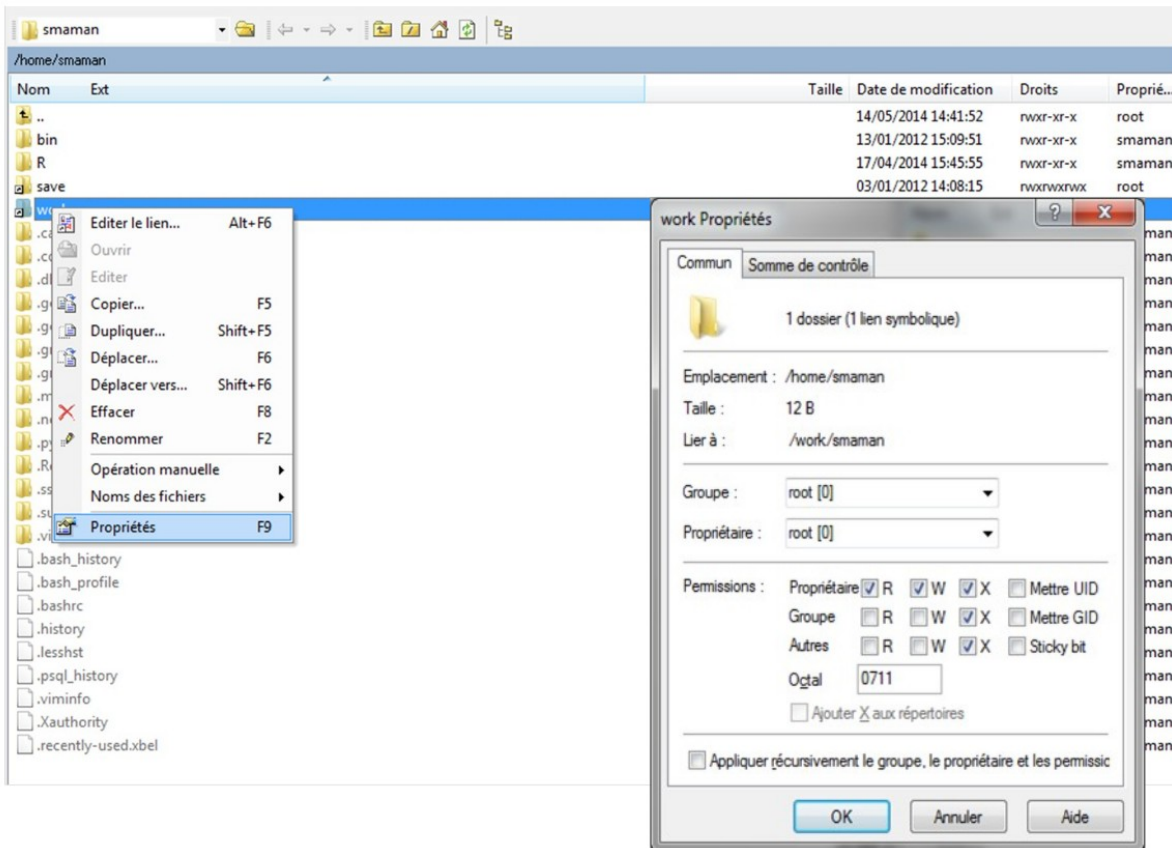 smaman
/home/smaman
Nom Ext Taille Date de modification Droits Proprié...
.. 14/05/2014 14:41:52 rwxr-xr-x root
bin 13/01/2012 15:09:51 rwxr-xr-x smaman
R 17/04/2014 15:45:55 rwxr-xr-x smaman
save 03/01/2012 14:08:15 rwxrwxrwx root
Editer le lien... Alt+F6
Ouvrir
Editer
Copier... F5
Dupliquer... Shift+F5
Déplacer... F6
Déplacer vers... Shift+F6
Effacer F8
Renommer F2
Opération manuelle
Noms des fichiers
Propriétés F9
.bash_history
.bash_profile
.bashrc
.history
.lesshst
.psql_history
.viminfo
.Xauthority
.recently-used.xbel
work Propriétés
Commun Somme de contrôle
1 dossier (1 lien symbolique)
Emplacement : /home/smaman
Taille : 12 B
Lier à : /work/smaman
Groupe : root [0]
Propriétaire : root [0]
Permissions : Propriétaire R W X Mettre UID
Groupe R W X Mettre GID
Autres R W X Sticky bit
Octal 0711
Ajouter X aux répertoires
Appliquer récursivement le groupe, le propriétaire et les permissic
OK Annuler Aide